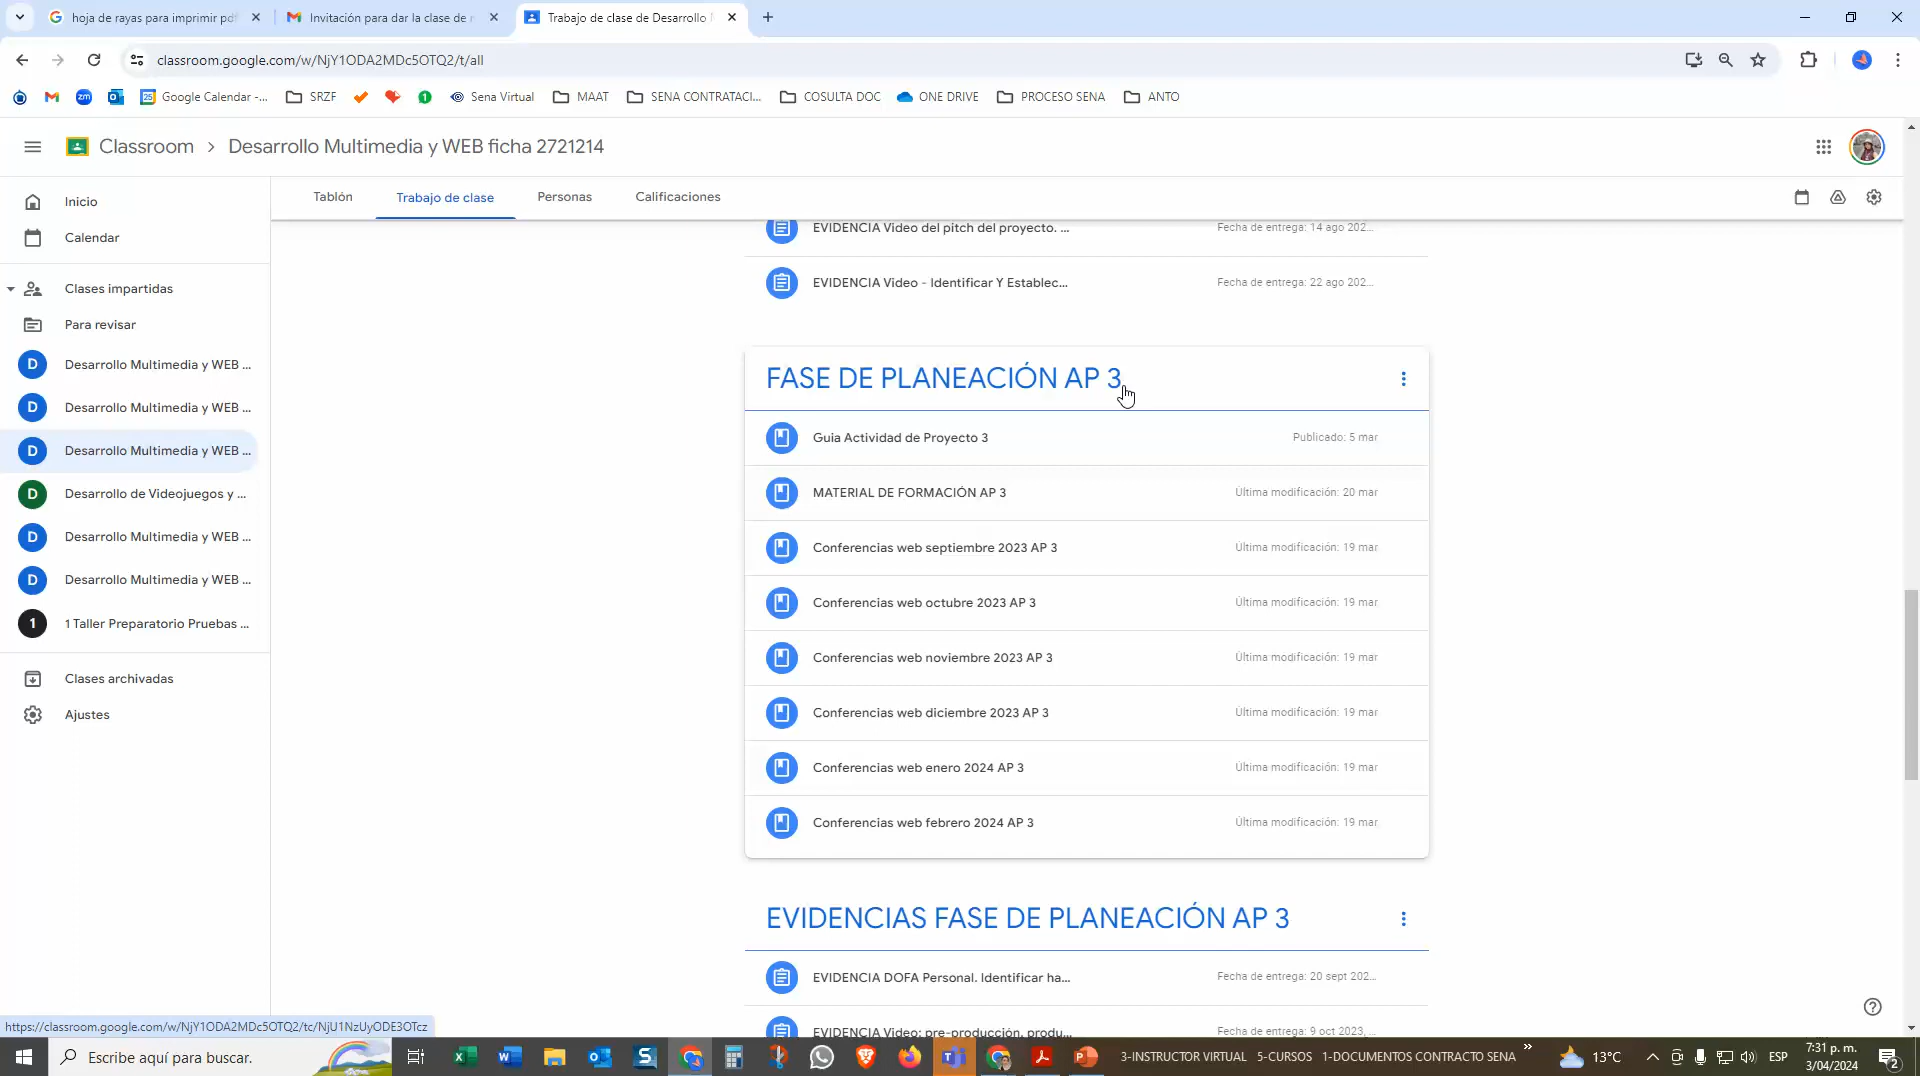 hoja de rayas para imprimir pdf
Invitación para dar la clase de
Trabajo de clase de Desarrollo
classroom.google.com/w/NjY1ODA2MDc5OTQ2/t/all
Google Calendar -...
SRZF
Sena Virtual
MAAT
SENA CONTRATACI...
COSULTA DOC
ONE DRIVE
PROCESO SENA
ANTO
Classroom > Desarrollo Multimedia y WEB ficha 2721214
Inicio
Calendar
Clases impartidas
Para revisar
D Desarrollo Multimedia y WEB ...
D Desarrollo Multimedia y WEB ...
D Desarrollo Multimedia y WEB ...
D Desarrollo de Videojuegos y ...
D Desarrollo Multimedia y WEB ...
D Desarrollo Multimedia y WEB ...
1 1 Taller Preparatorio Pruebas ...
Clases archivadas
Ajustes
Tablón
Trabajo de clase
Personas
Calificaciones
EVIDENCIA Video del pitch del proyecto. ...
Fecha de entrega: 14 ago 202...
EVIDENCIA Video - Identificar Y Establec...
Fecha de entrega: 22 ago 202...
FASE DE PLANEACIÓN AP 3
Guia Actividad de Proyecto 3
Publicado: 5 mar
MATERIAL DE FORMACIÓN AP 3
Última modificación: 20 mar
Conferencias web septiembre 2023 AP 3
Última modificación: 19 mar
Conferencias web octubre 2023 AP 3
Última modificación: 19 mar
Conferencias web noviembre 2023 AP 3
Última modificación: 19 mar
Conferencias web diciembre 2023 AP 3
Última modificación: 19 mar
Conferencias web enero 2024 AP 3
Última modificación: 19 mar
Conferencias web febrero 2024 AP 3
Última modificación: 19 mar
EVIDENCIAS FASE DE PLANEACIÓN AP 3
EVIDENCIA DOFA Personal. Identificar ha...
Fecha de entrega: 20 sept 202...
EVIDENCIA Video: pre-producción, produ...
Fecha de entrega: 9 oct 2023, ...
https://classroom.google.com/w/NjY1ODA2MDc5OTQ2/tc/NjU1NzUyODE3OTcz
Escribe aquí para buscar.
3-INSTRUCTOR VIRTUAL
5-CURSOS
1-DOCUMENTOS CONTRACTO SENA
13°C
ESP
7:31 p. m.
3/04/2024
2